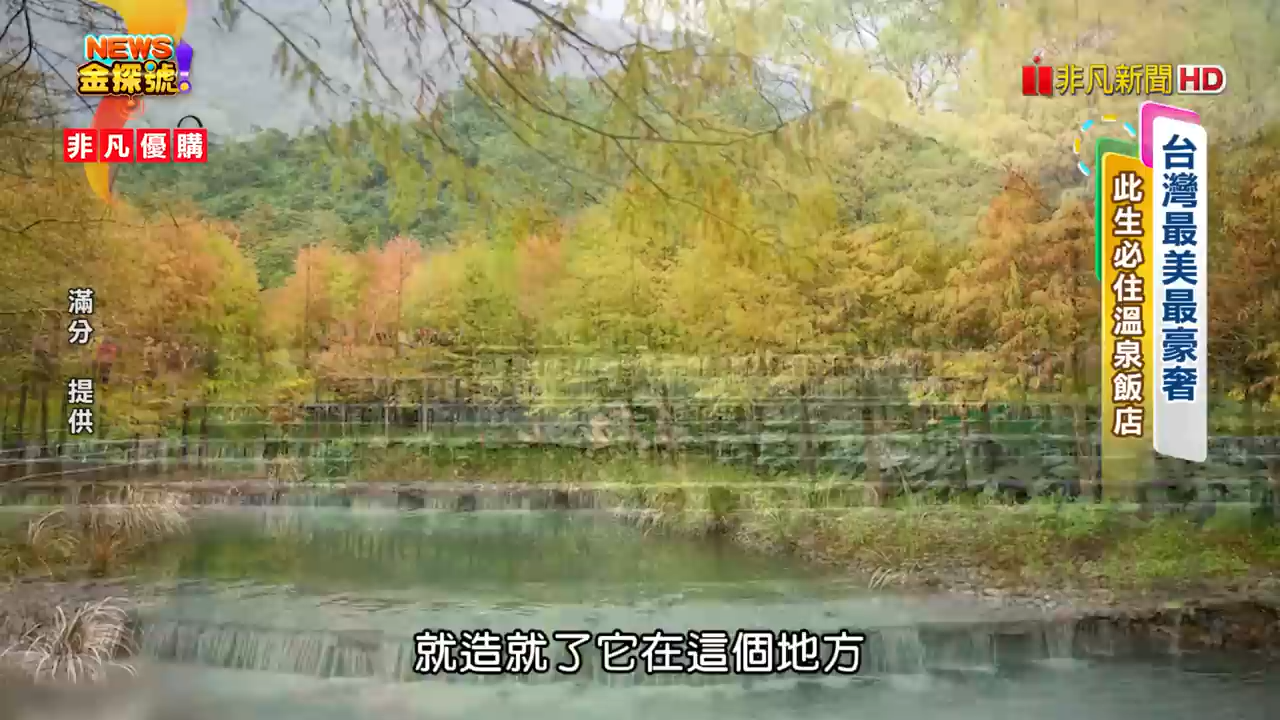 NEWS
金探號!
非凡優購
非凡新聞HD
台灣最美最豪奢
此生必住溫泉飯店
滿分 提供
就造就了它在這個地方